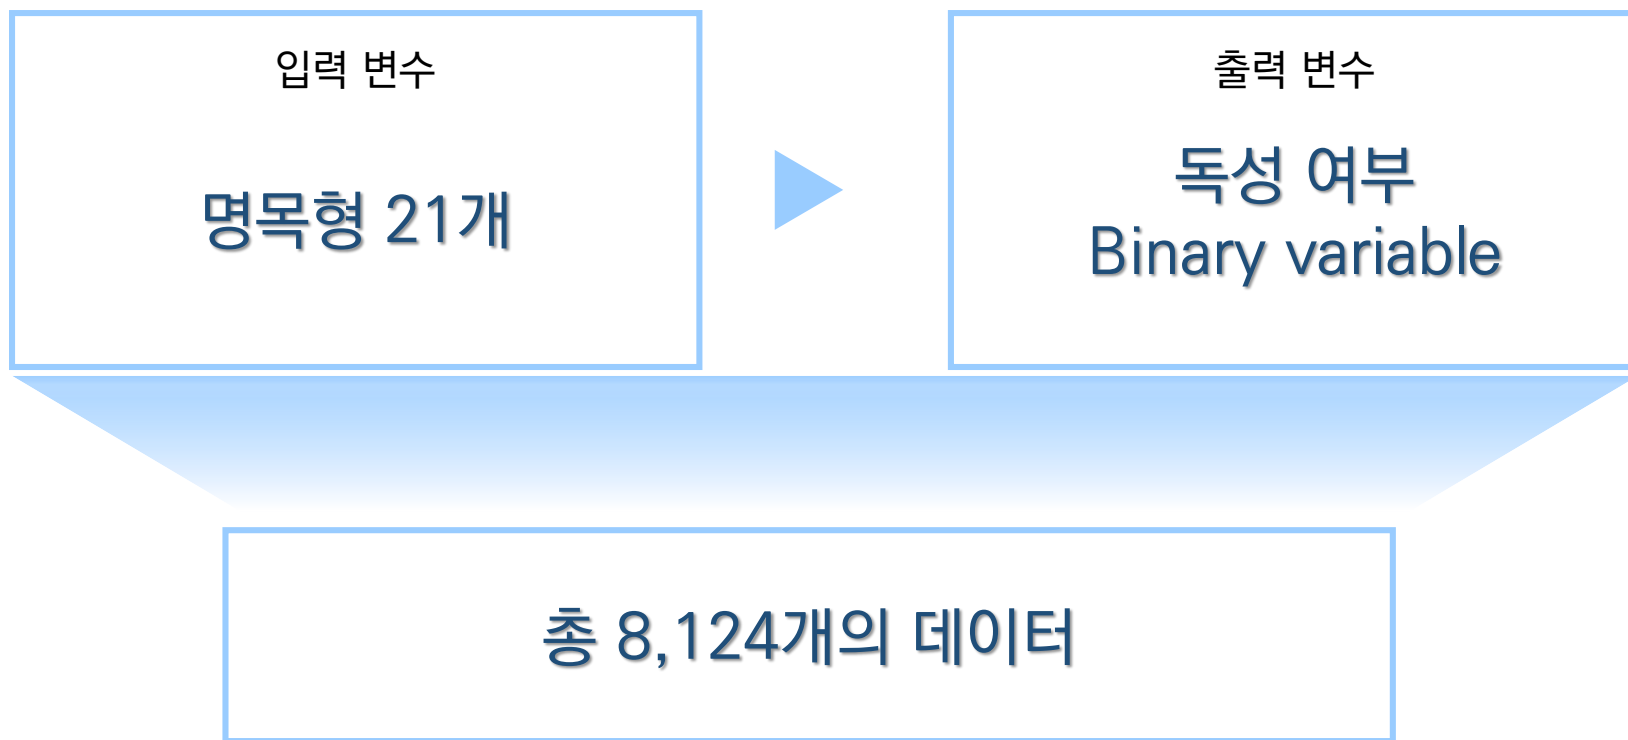 입력 변수
명목형 21개
출력 변수
독성 여부
Binary variable
총 8,124개의 데이터